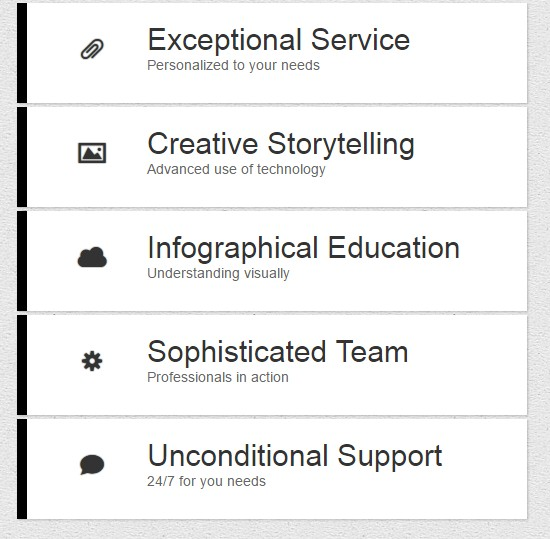 Exceptional Service
Personalized to your needs
Creative Storytelling
Advanced use of technology
Infographical Education
Understanding visually
Sophisticated Team
Professionals in action
Unconditional Support
24/7 for you needs